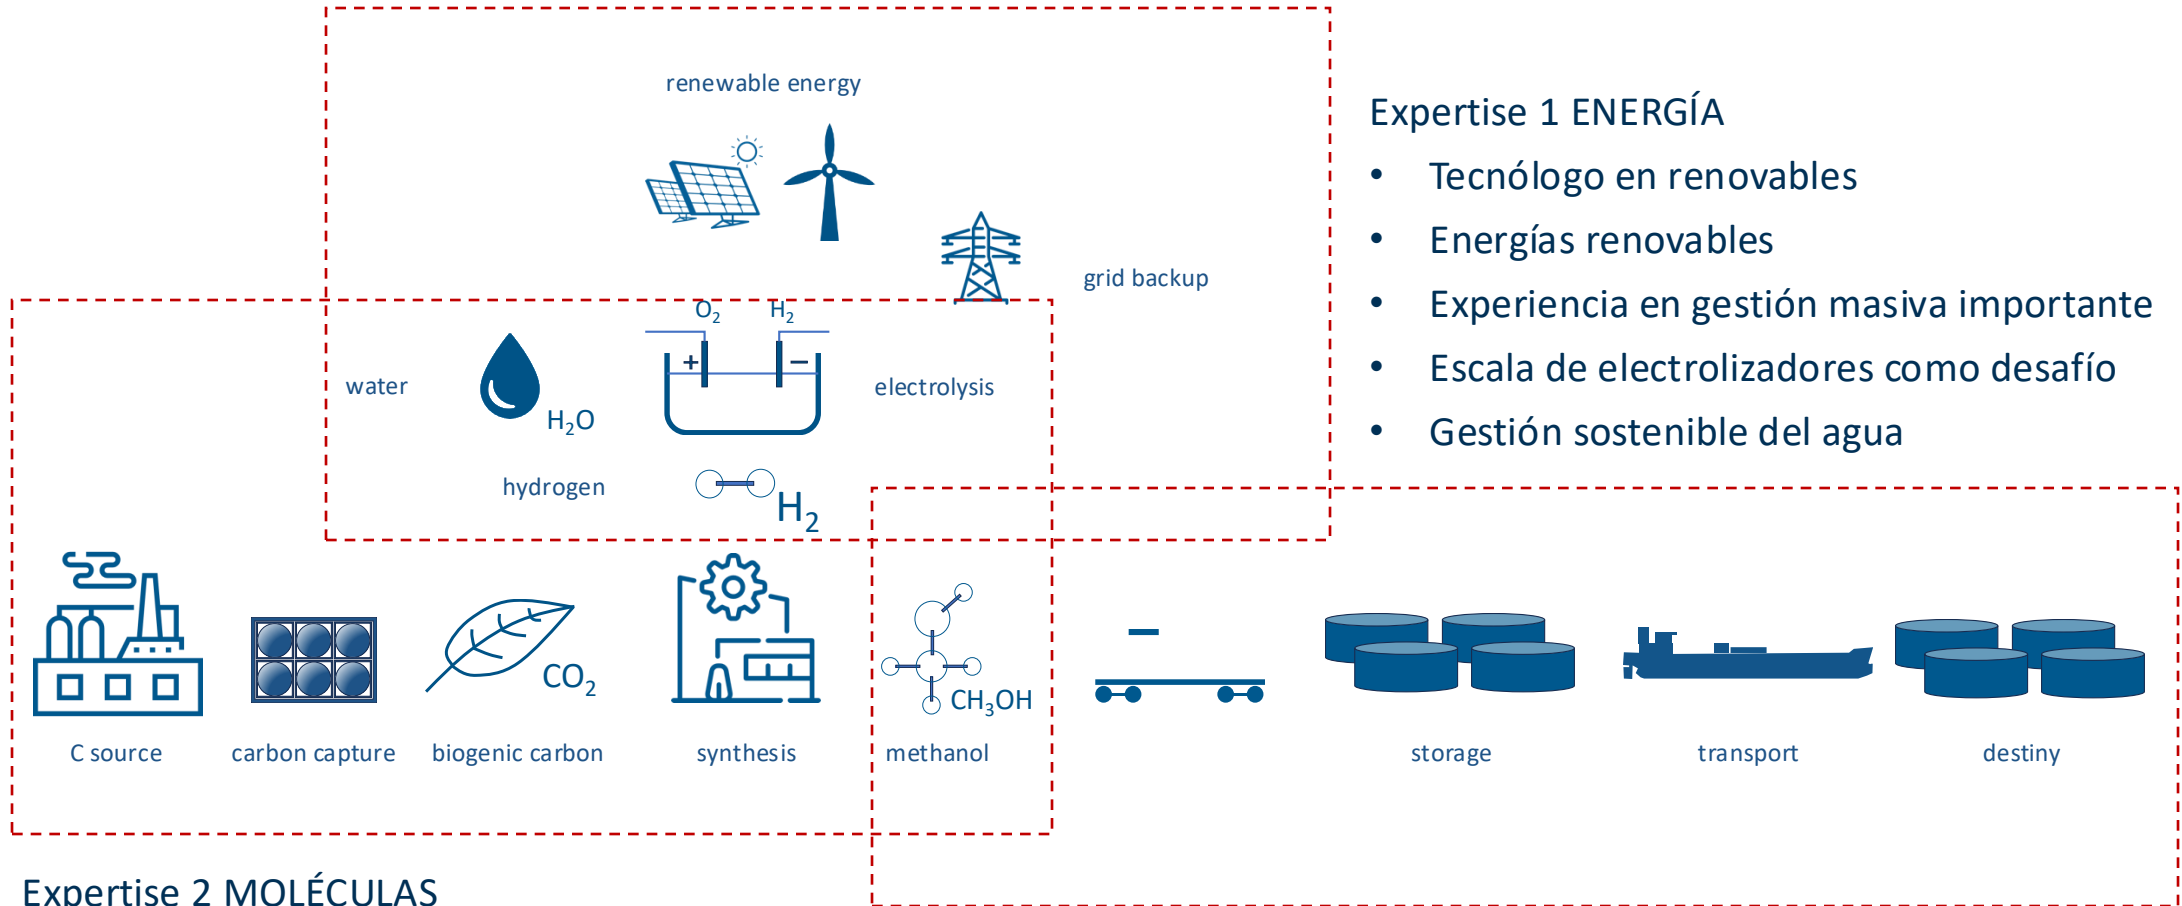 renewable energy
grid backup
Expertise 1 ENERGÍA
• Tecnólogo en renovables
• Energías renovables
• Experiencia en gestión masiva importante
• Escala de electrolizadores como desafío
• Gestión sostenible del agua
O₂ H₂
+ −
water
H₂O
electrolysis
hydrogen
H₂
CO₂
CH₃OH
C source
carbon capture
biogenic carbon
synthesis
methanol
storage
transport
destiny
Expertise 2 MOLÉCULAS